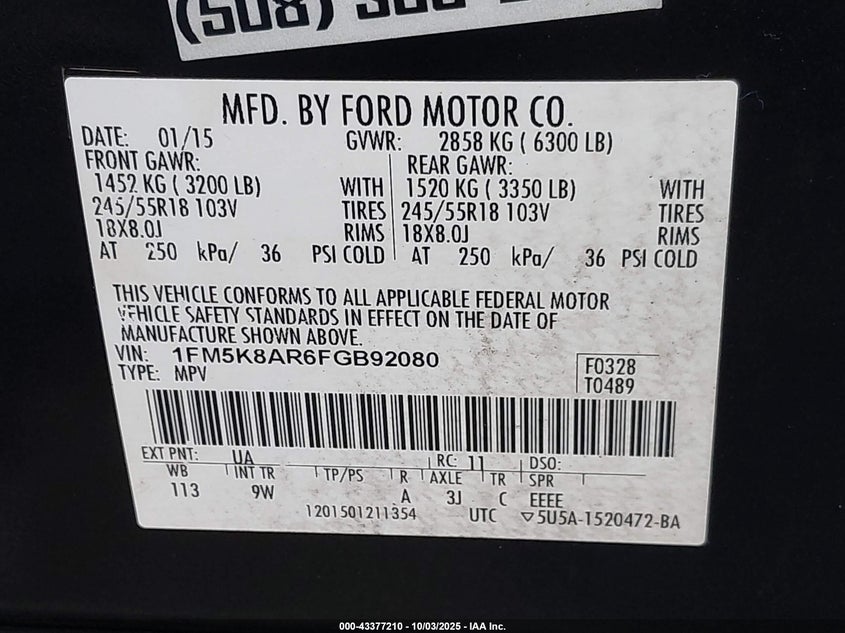 (508)
MFD. BY FORD MOTOR CO.
DATE: 01/15 GVWR: 2858 KG ( 6300 LB)
FRONT GAWR: REAR GAWR:
1452 KG ( 3200 LB) WITH 1520 KG ( 3350 LB) WITH
245/55R18 103V TIRES 245/55R18 103V TIRES
18X8.0J RIMS 18X8.0J RIMS
AT 250 kPa/ 36 PSI COLD AT 250 kPa/ 36 PSI COLD
THIS VEHICLE CONFORMS TO ALL APPLICABLE FEDERAL MOTOR
VEHICLE SAFETY STANDARDS IN EFFECT ON THE DATE OF
MANUFACTURE SHOWN ABOVE.
VIN: 1FM5K8AR6FGB92080
TYPE: MPV
F0328
T0489
EXT PNT: UA RC: 11 DSO:
WB INT TR TP/PS R AXLE TR SPR
113 9W A 3J C EEEE
1201501211354 UTC ▽5U5A-1520472-BA
000-43377210 - 10/03/2025 - IAA Inc.